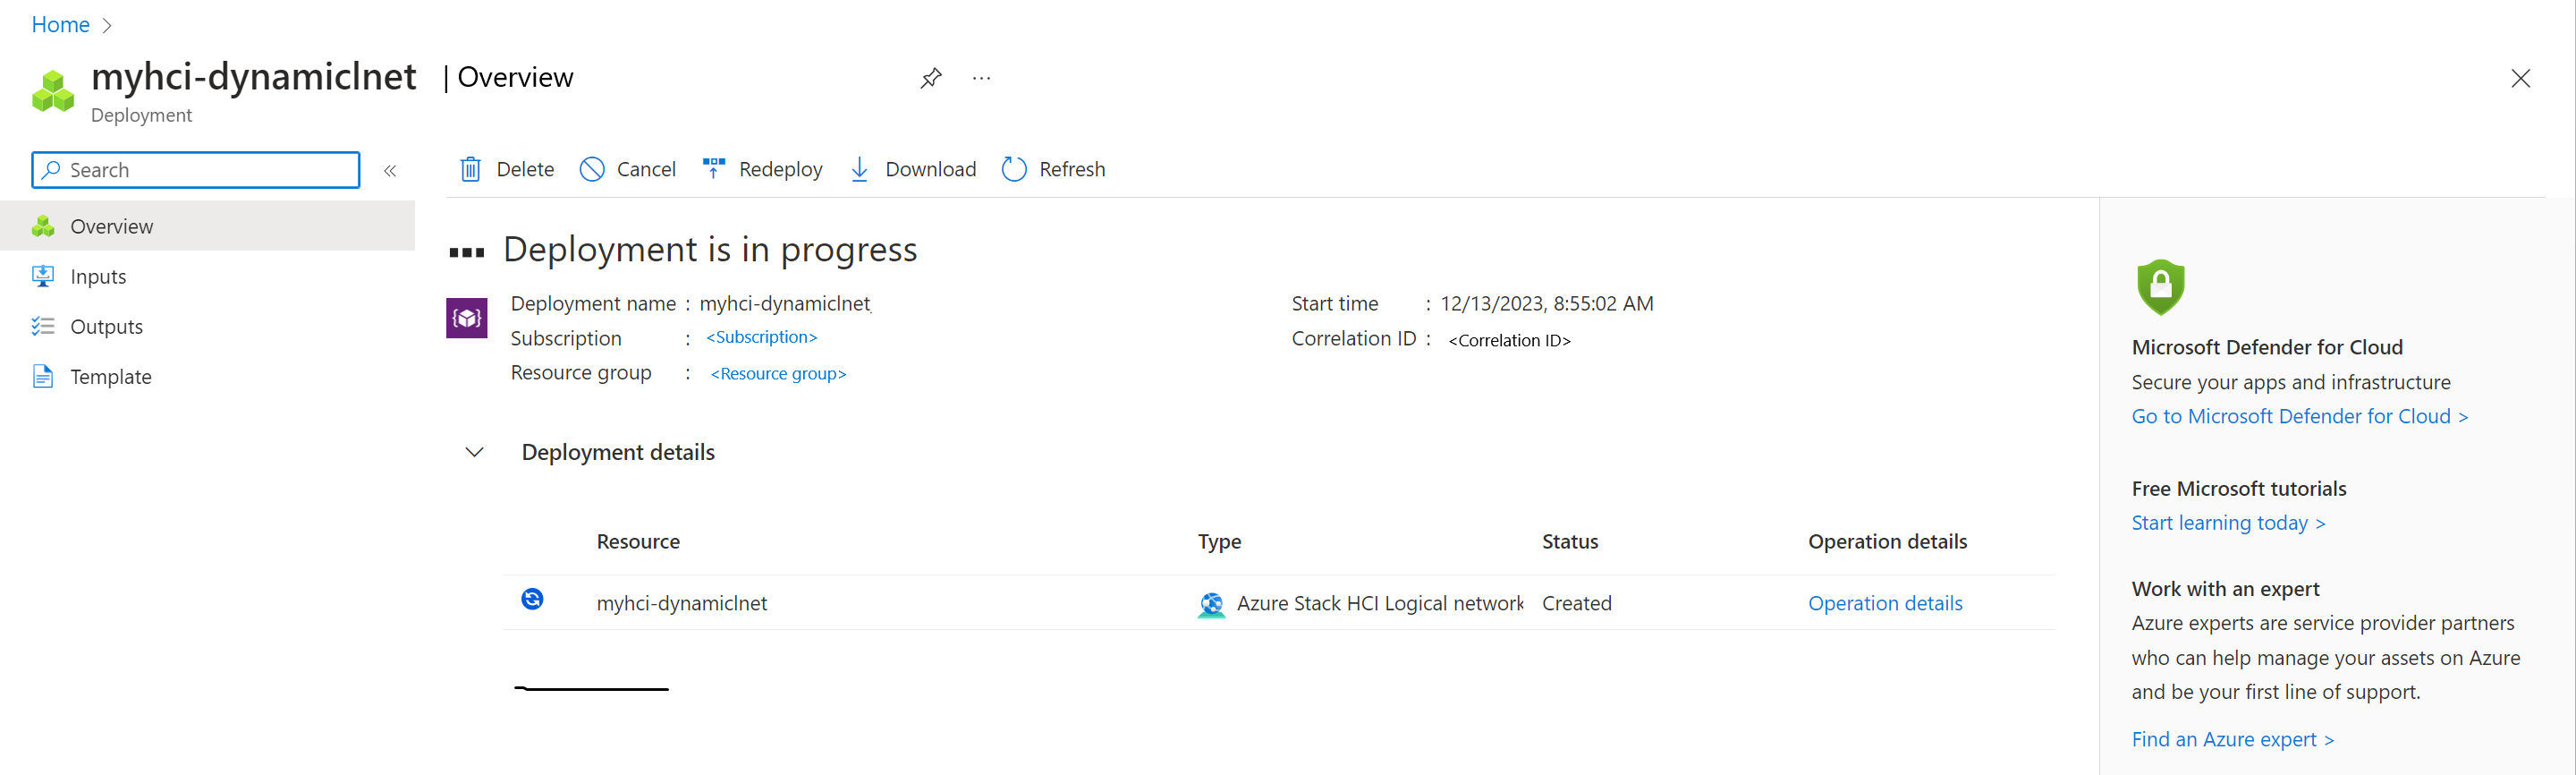 Home >
myhci-dynamiclnet | Overview ...
Deployment
Search «
Delete Cancel Redeploy Download Refresh
Overview
Inputs
Outputs
Template
Deployment is in progress
Deployment name : myhci-dynamiclnet
Subscription : <Subscription>
Resource group : <Resource group>
Start time : 12/13/2023, 8:55:02 AM
Correlation ID : <Correlation ID>
Deployment details
Resource Type Status Operation details
myhci-dynamiclnet Azure Stack HCI Logical network Created Operation details
Microsoft Defender for Cloud
Secure your apps and infrastructure
Go to Microsoft Defender for Cloud >
Free Microsoft tutorials
Start learning today >
Work with an expert
Azure experts are service provider partners
who can help manage your assets on Azure
and be your first line of support.
Find an Azure expert >